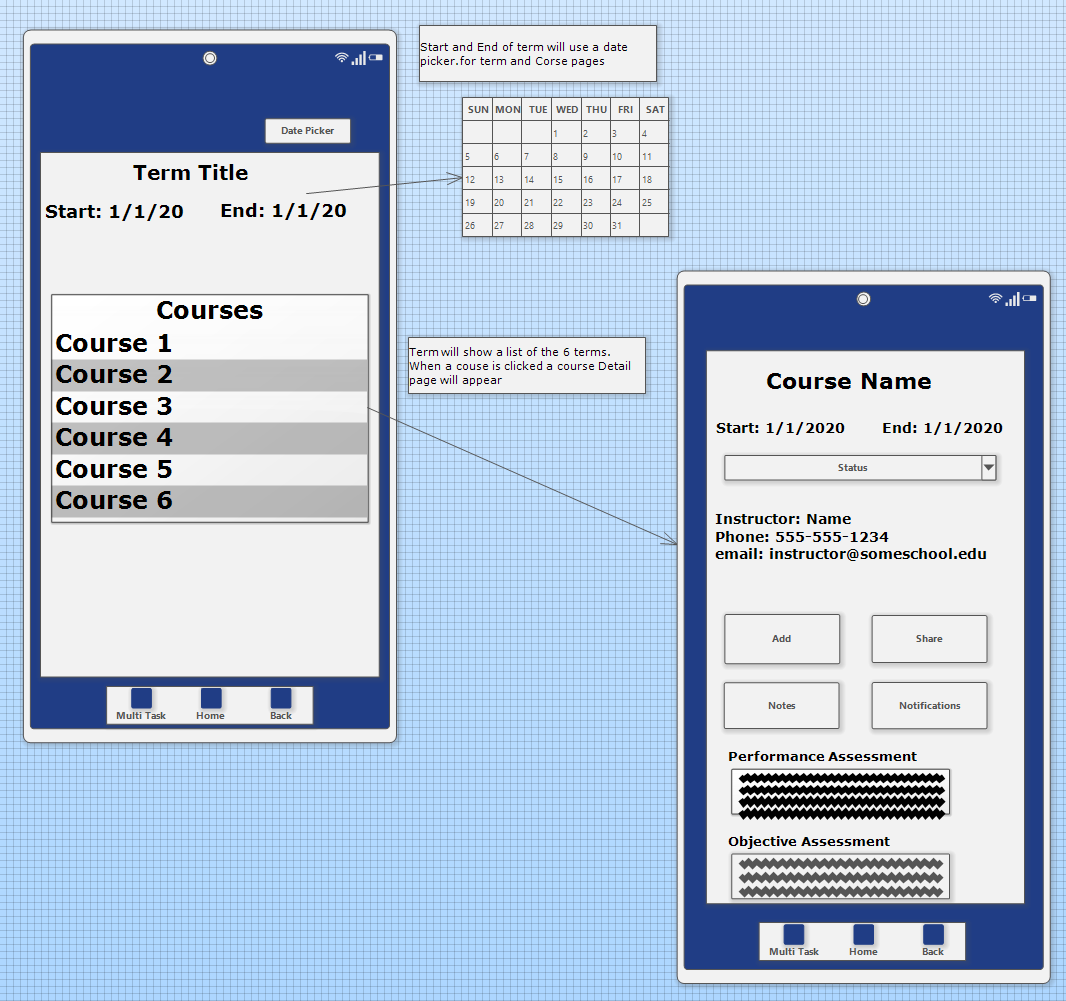 Start and End of term will use a date
picker.for term and Corse pages
Date Picker
Term Title
Start: 1/1/20 End: 1/1/20
SUN MON TUE WED THU FRI SAT
1 2 3 4
5 6 7 8 9 10 11
12 13 14 15 16 17 18
19 20 21 22 23 24 25
26 27 28 29 30 31
Courses
Course 1
Course 2
Course 3
Course 4
Course 5
Course 6
Multi Task Home Back
Term will show a list of the 6 terms.
When a couse is clicked a course Detail
page will appear
Course Name
Start: 1/1/2020 End: 1/1/2020
Status
Instructor: Name
Phone: 555-555-1234
email: instructor@someschool.edu
Add Share
Notes Notifications
Performance Assessment
Objective Assessment
Multi Task Home Back